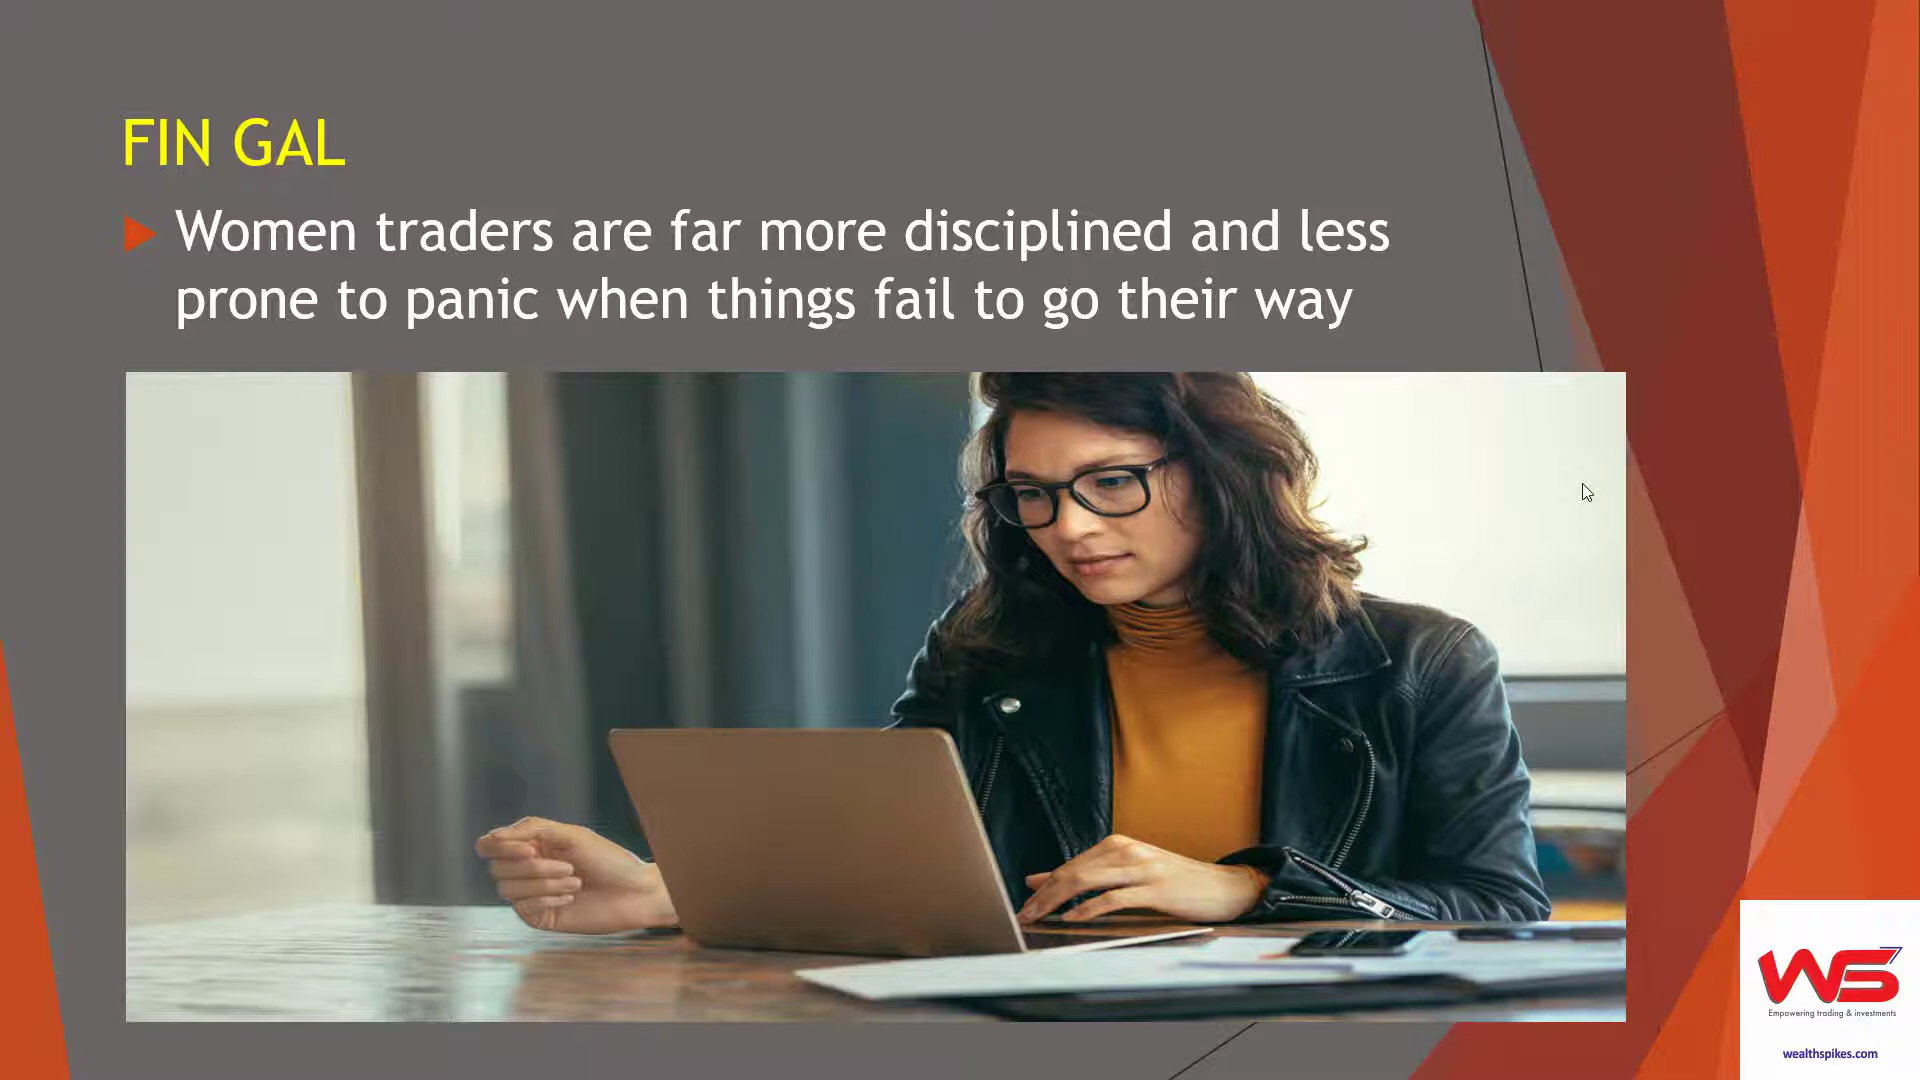 FIN GAL
Women traders are far more disciplined and less
prone to panic when things fail to go their way
WS
Empowering trading & investments
wealthspikes.com